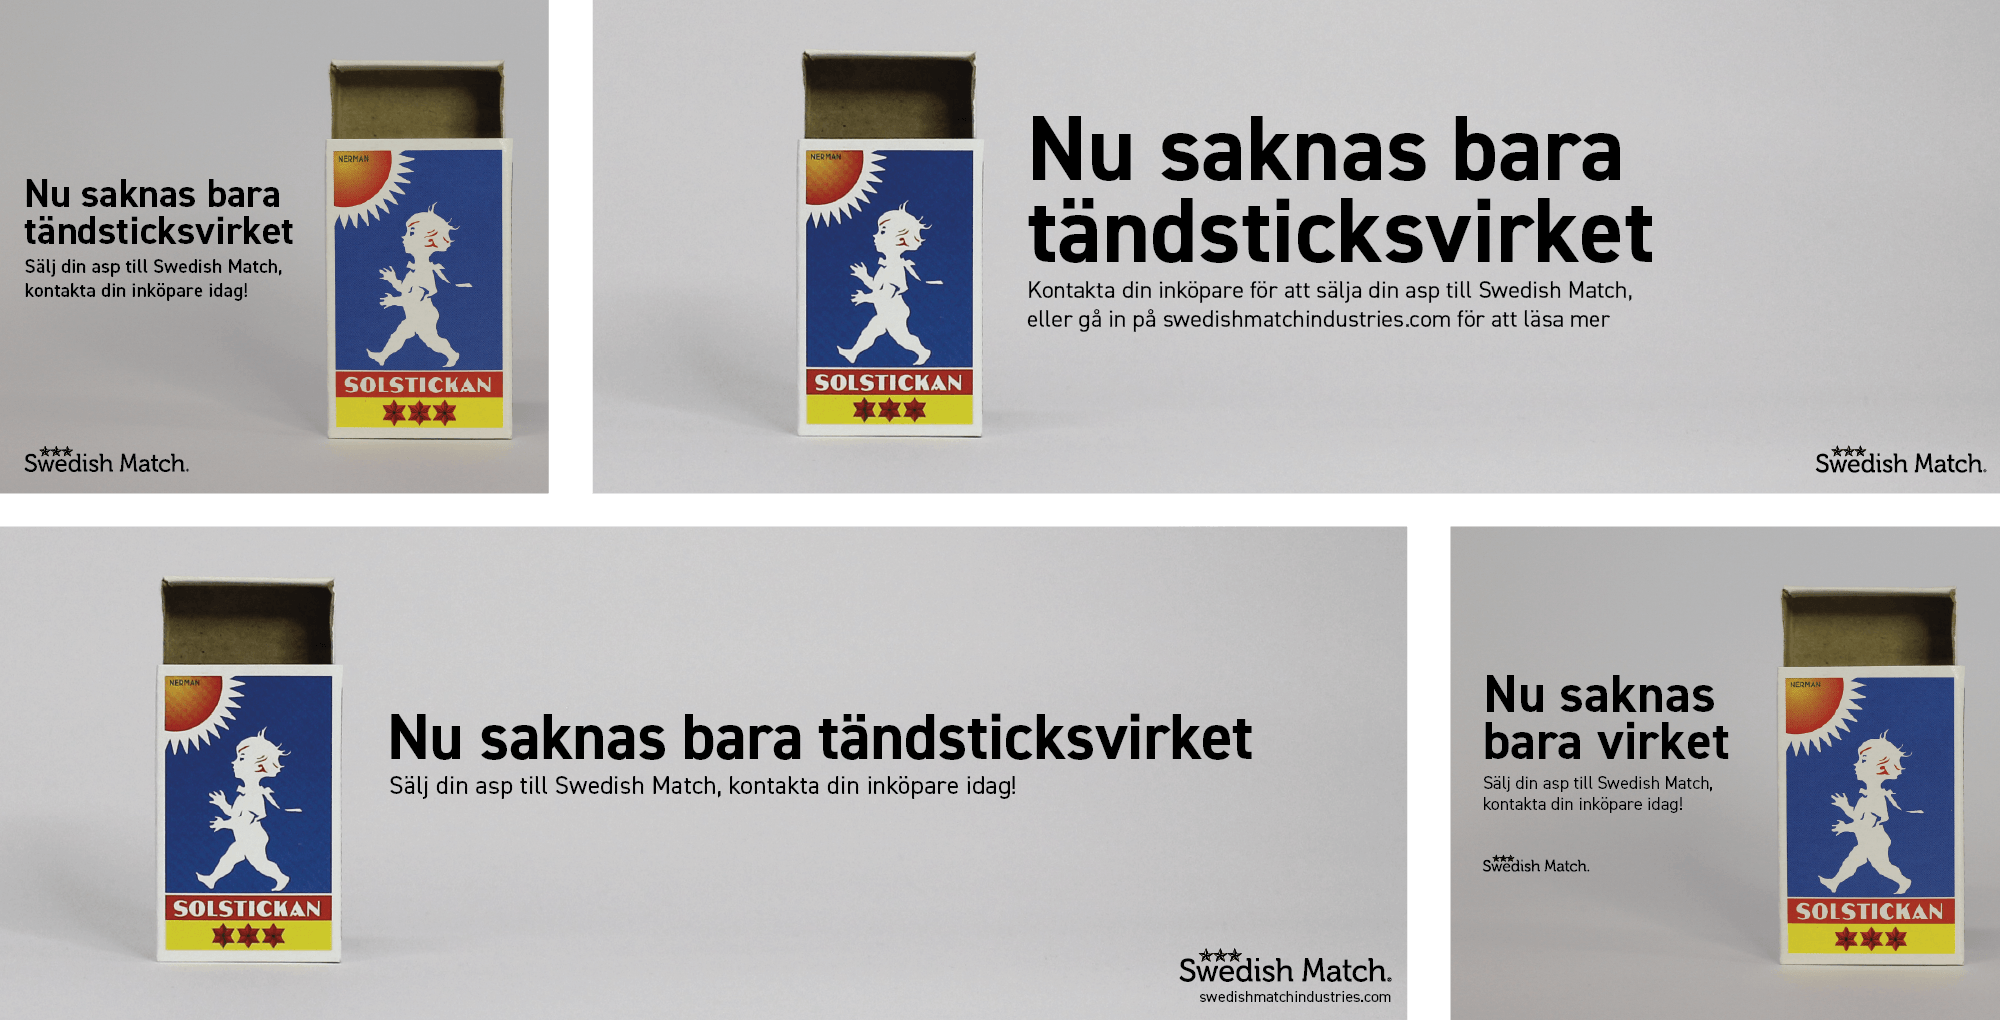 Nu saknas bara
tändsticksvirket
Sälj din asp till Swedish Match,
kontakta din inköpare idag!
Swedish Match.
NERMAN
SOLSTICKAN
NERMAN
SOLSTICKAN
Nu saknas bara
tändsticksvirket
Kontakta din inköpare för att sälja din asp till Swedish Match,
eller gå in på swedishmatchindustries.com för att läsa mer
Swedish Match.
NERMAN
SOLSTICKAN
Nu saknas bara tändsticksvirket
Sälj din asp till Swedish Match, kontakta din inköpare idag!
Swedish Match®
swedishmatchindustries.com
Nu saknas
bara virket
Sälj din asp till Swedish Match,
kontakta din inköpare idag!
Swedish Match.
NERMAN
SOLSTICKAN